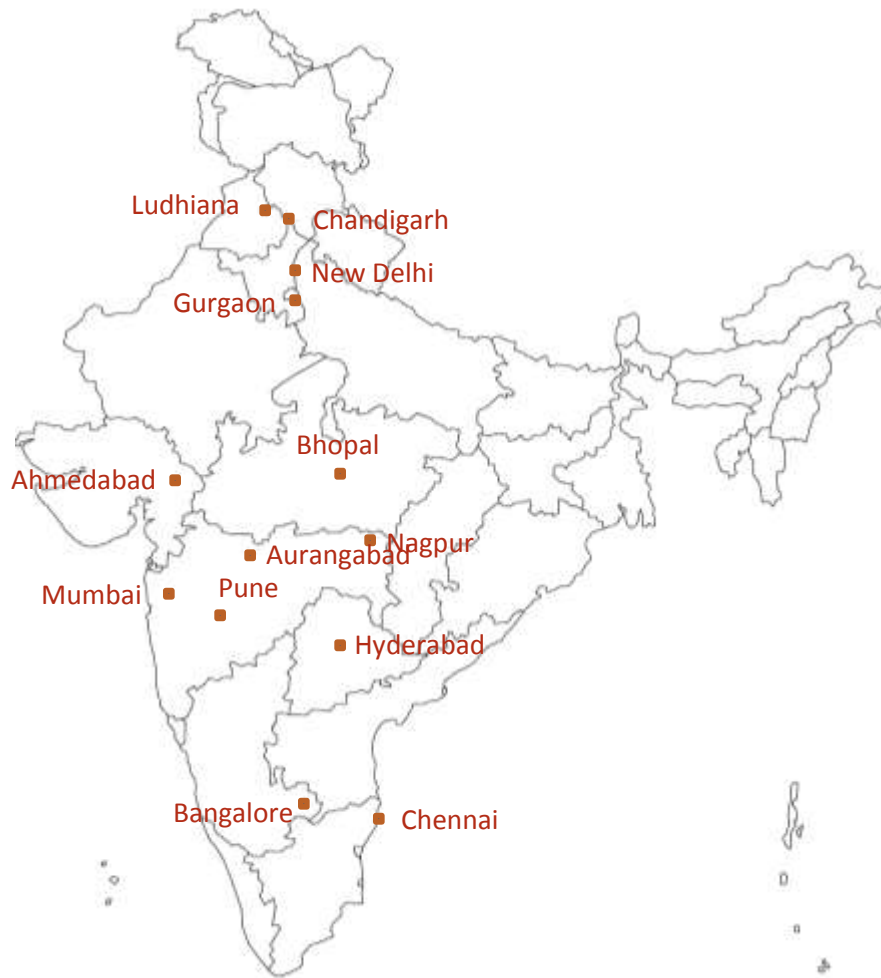 Ludhiana
Chandigarh
New Delhi
Gurgaon
Bhopal
Ahmedabad
Nagpur
Aurangabad
Mumbai
Pune
Hyderabad
Bangalore
Chennai